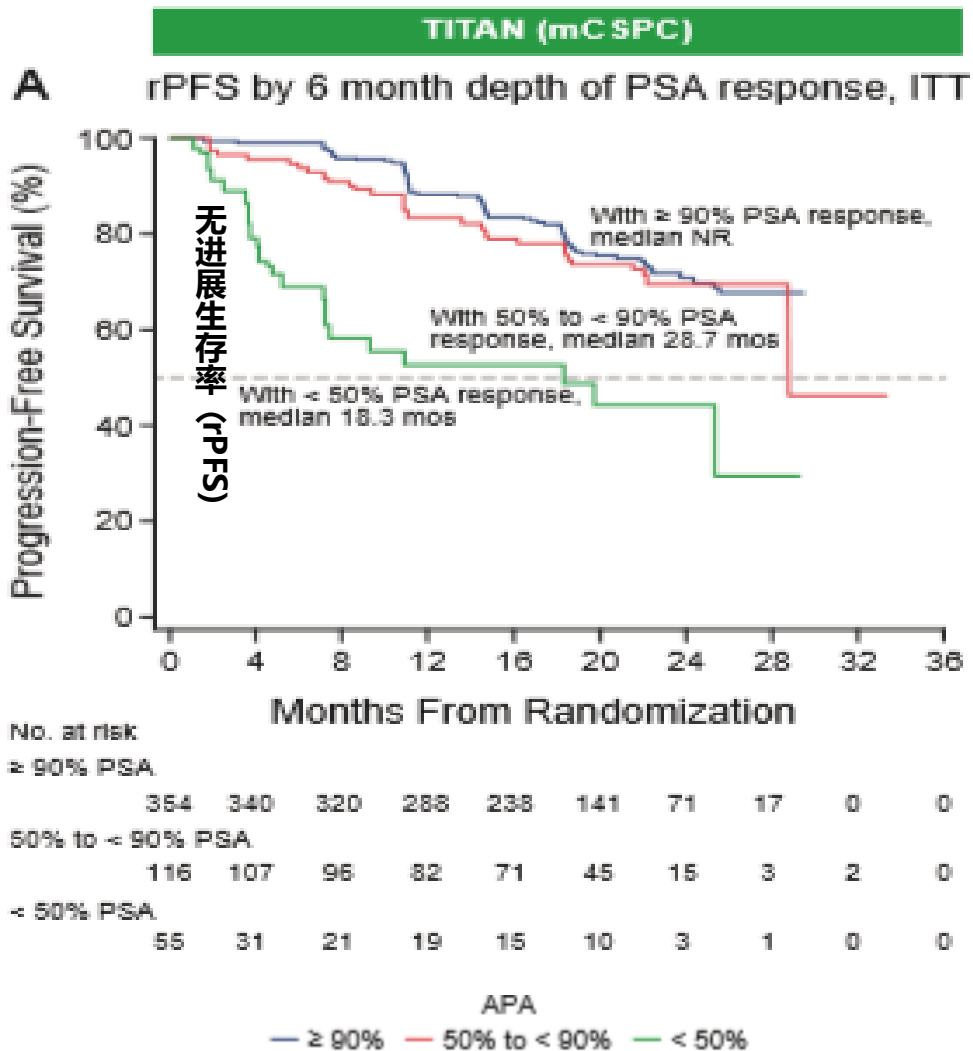 TITAN (mCSPC)
A
rPFS by 6 month depth of PSA response, ITT
Progression-Free Survival (%)
无进展生存率（rPFS）
100
80
60
40
20
0
With ≥ 90% PSA response,
median NR
With 50% to < 90% PSA
response, median 28.7 mos
With < 50% PSA response,
median 18.3 mos
0 4 8 12 16 20 24 28 32 36
Months From Randomization
No. at risk
≥ 90% PSA
354 340 320 288 238 141 71 17 0 0
50% to < 90% PSA
116 107 96 82 71 45 15 3 2 0
< 50% PSA
55 31 21 19 15 10 3 1 0 0
APA
≥ 90% 50% to < 90% < 50%